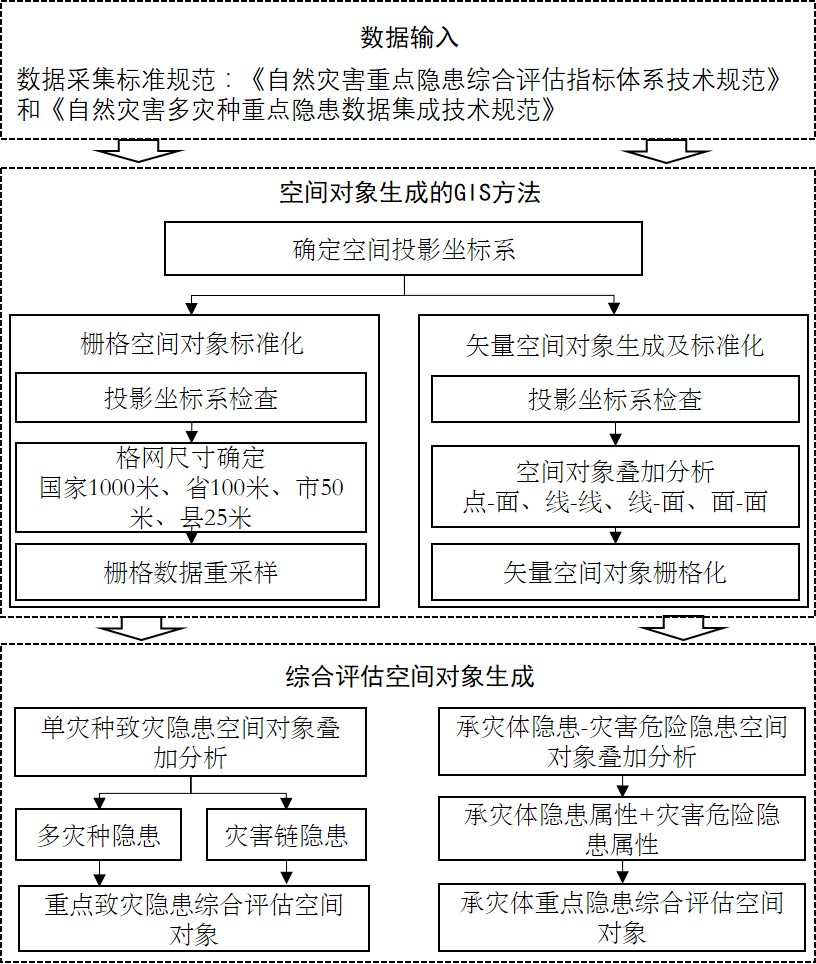 数据输入
数据采集标准规范：《自然灾害重点隐患综合评估指标体系技术规范》
和《自然灾害多灾种重点隐患数据集成技术规范》
空间对象生成的GIS方法
确定空间投影坐标系
栅格空间对象标准化
投影坐标系检查
格网尺寸确定
国家1000米、省100米、市50
米、县25米
栅格数据重采样
矢量空间对象生成及标准化
投影坐标系检查
空间对象叠加分析
点-面、线-线、线-面、面-面
矢量空间对象栅格化
综合评估空间对象生成
单灾种致灾隐患空间对象叠
加分析
多灾种隐患
灾害链隐患
重点致灾隐患综合评估空间
对象
承灾体隐患-灾害危险隐患空间
对象叠加分析
承灾体隐患属性+灾害危险隐
患属性
承灾体重点隐患综合评估空间
对象